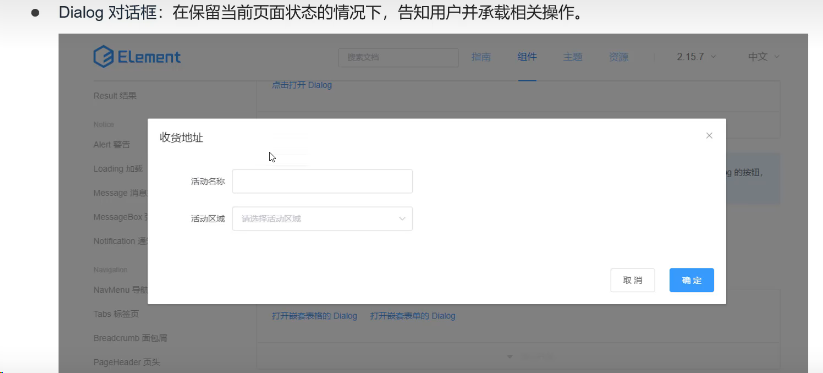 ● Dialog 对话框：在保留当前页面状态的情况下，告知用户并承载相关操作。
Element
搜索文档
指南
组件
主题
资源
2.15.7
中文
Result 结果
点击打开 Dialog
Notice
Alert 警告
收货地址
Loading 加载
og 的按钮，
活动名称
Message 消息
MessageBox
活动区域
请选择活动区域
Notification 通
Navigation
取 消
确 定
NavMenu 导航
Tabs 标签页
打开嵌套表格的 Dialog
打开嵌套表单的 Dialog
Breadcrumb 面包屑
PageHeader 页头